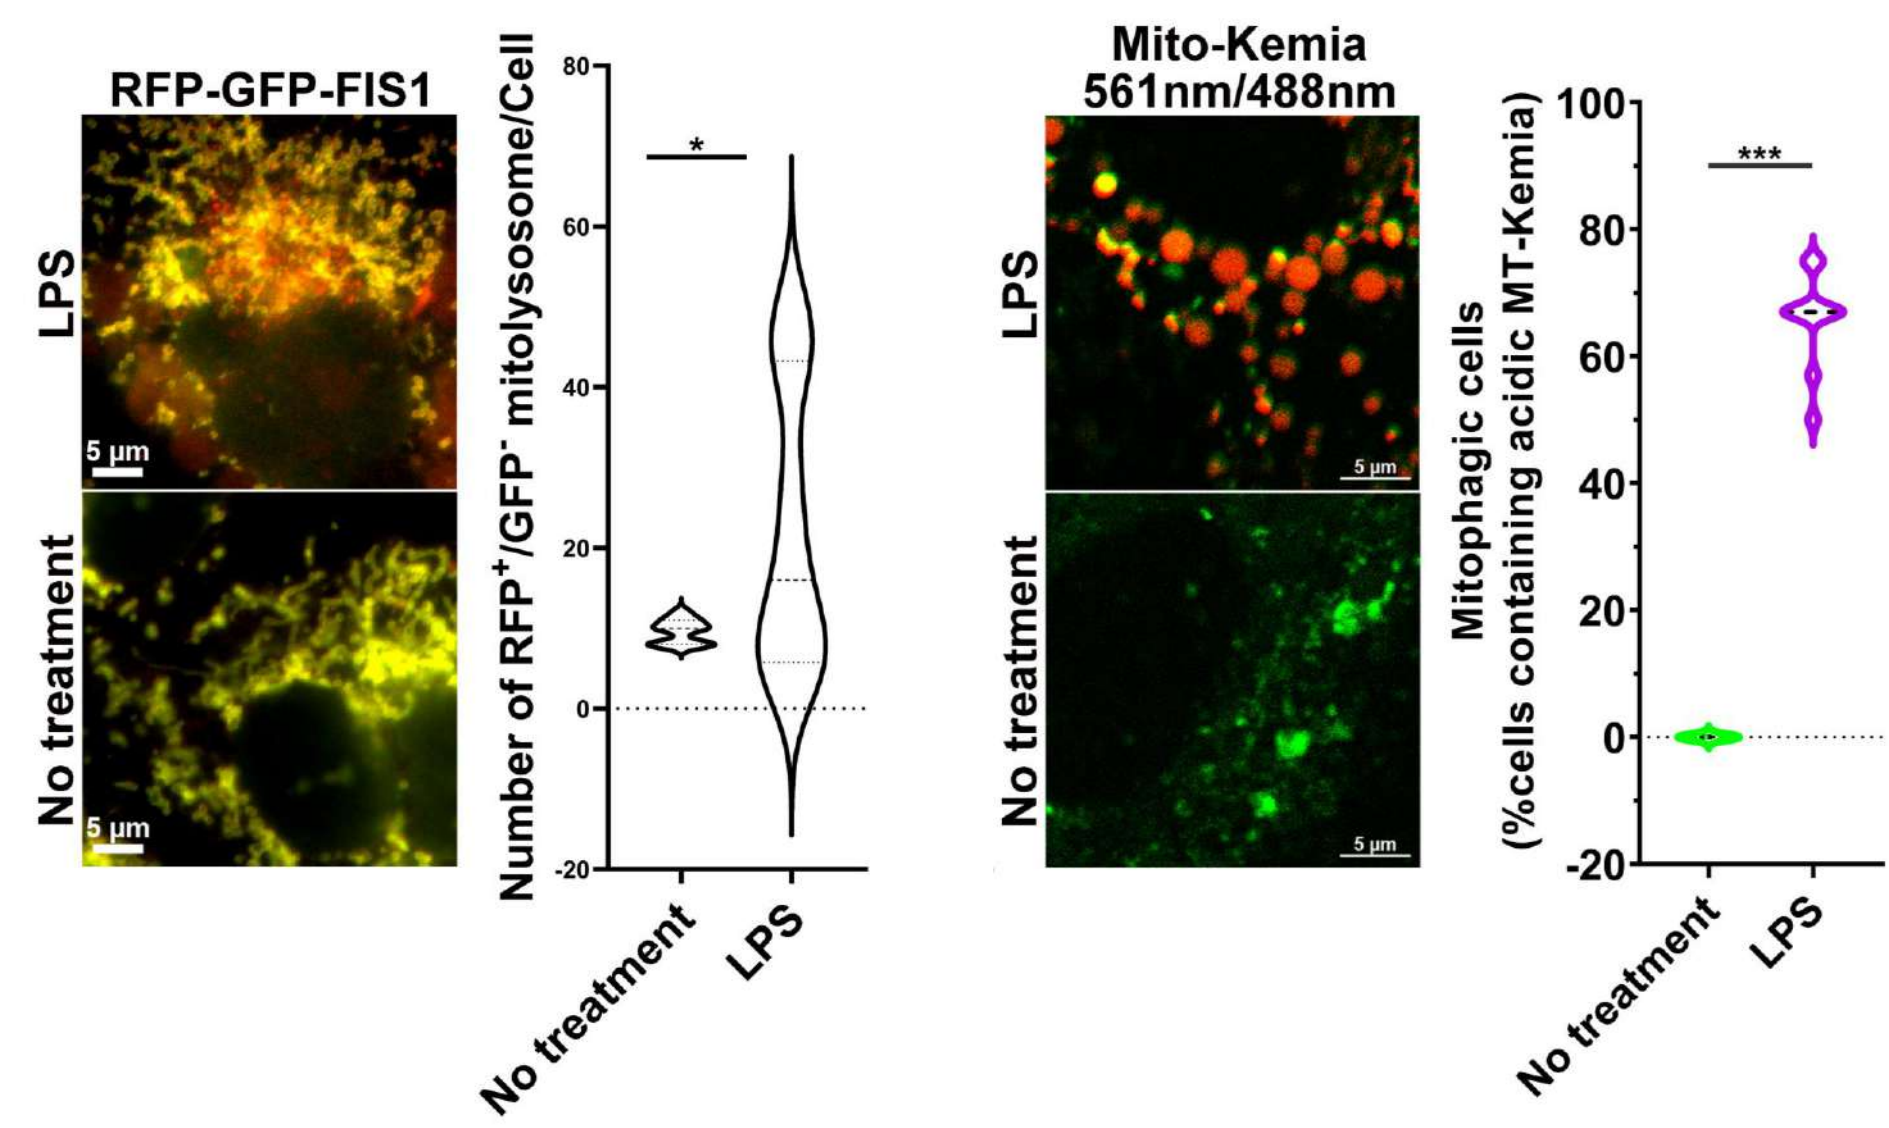 RFP-GFP-FIS1
LPS
5 μm
No treatment
5 μm
Number of RFP⁺/GFP⁻ mitolysosome/Cell
80
60
40
20
0
-20
*
No treatment
LPS
Mito-Kemia
561nm/488nm
LPS
5 μm
No treatment
5 μm
Mitophagic cells
(%cells containing acidic MT-Kemia)
100
80
60
40
20
0
-20
***
No treatment
LPS